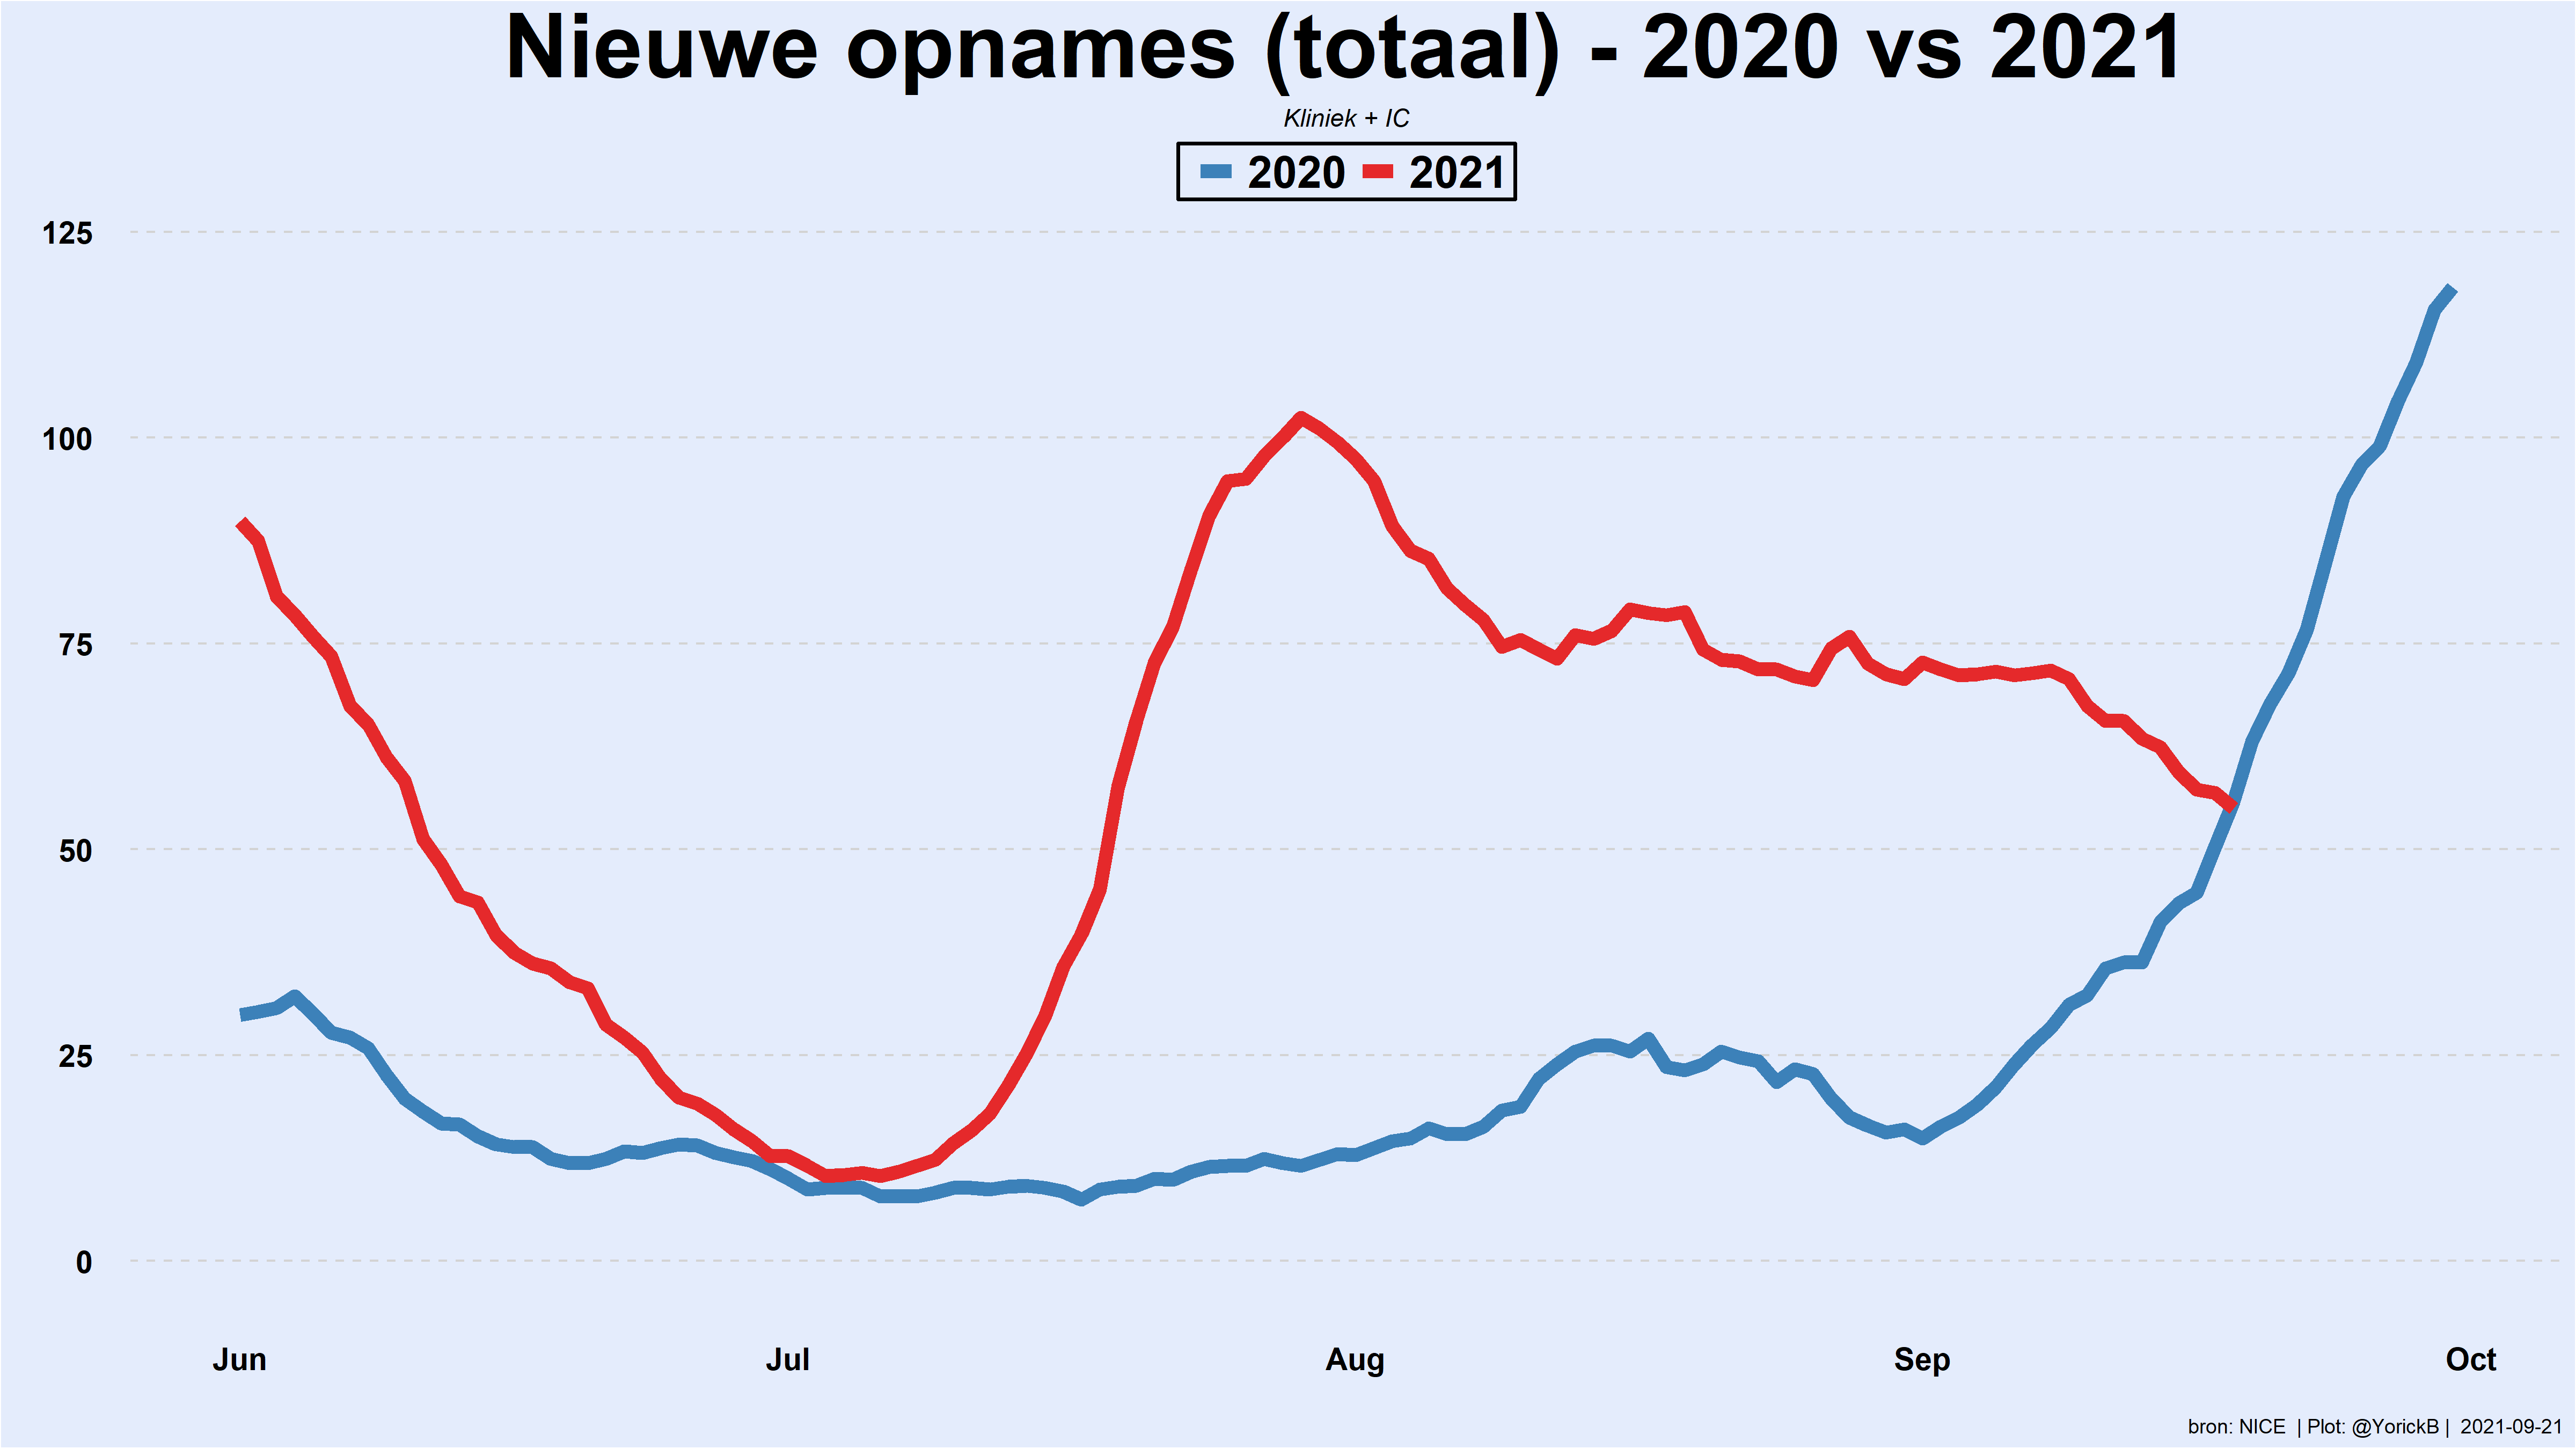 Nieuwe opnames (totaal) - 2020 vs 2021
Kliniek + IC
2020 2021
125
100
75
50
25
0
Jun Jul Aug Sep Oct
bron: NICE | Plot: @YorickB | 2021-09-21